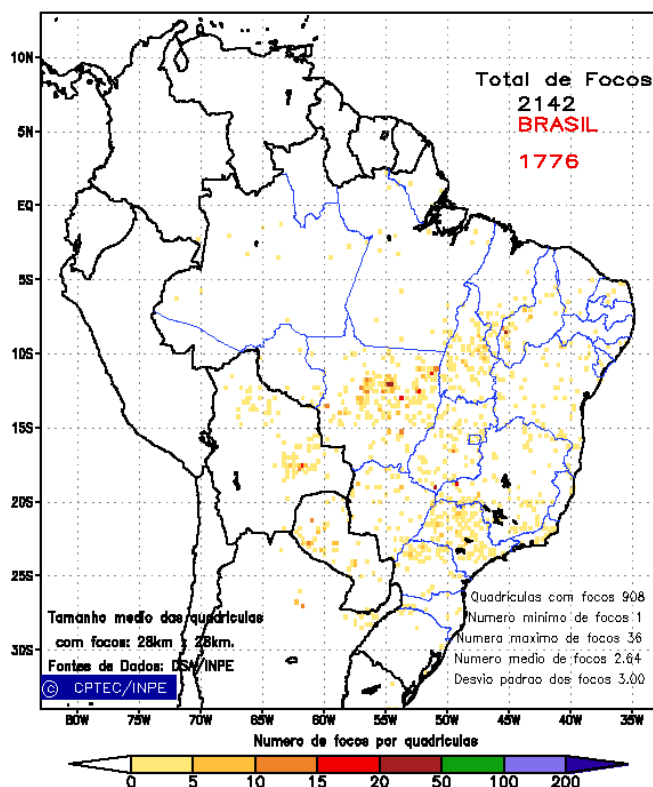 Total de Focos
2142
BRASIL
1776
10N
5N
EQ
5S
10S
15S
20S
25S
30S
Quadriculas com focos 908
Numero minimo de focos 1
Numero maximo de focos 36
Numero medio de focos 2.64
Desvio padrao dos focos 3.00
Tamanho medio das quadriculas
com focos: 28km x 28km.
Fontes de Dados: DSA/INPE
© CPTEC/INPE
80W 75W 70W 65W 60W 55W 50W 45W 40W 35W
Numero de focos por quadriculas
0 5 10 15 20 50 100 200